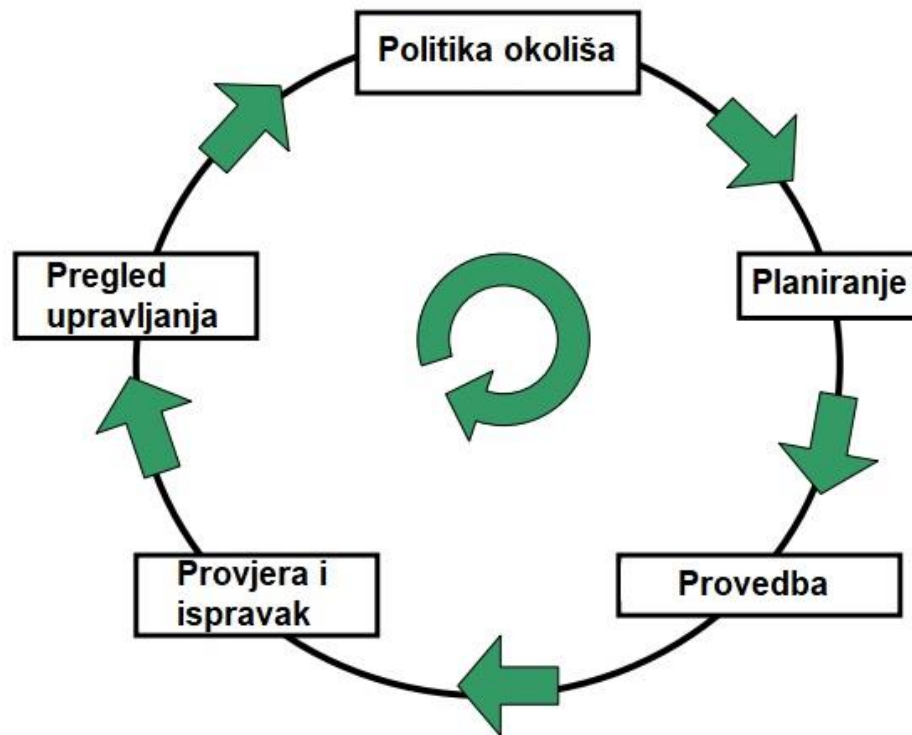 Politika okoliša
Planiranje
Provedba
Provjera i
ispravak
Pregled
upravljanja